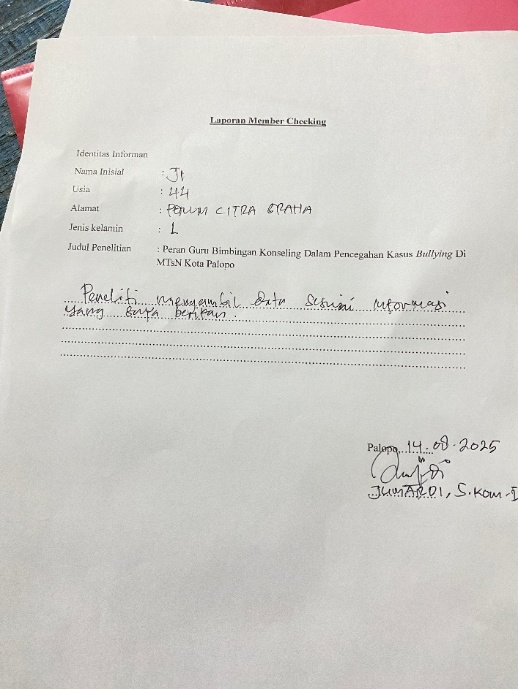 Laporan Member Checking
Identitas Informan
Nama Inisial :
Usia : 44
Alamat : PERUM CITRA GRAHA
Jenis kelamin : L
Judul Penelitian : Peran Guru Bimbingan Konseling Dalam Pencegahan Kasus Bullying Di
MTsN Kota Palopo
Peneliti mengambil data sesuai informasi
yang saya berikan.
Palopo, 14-08-2025
JUMARDI, S.Kom-I